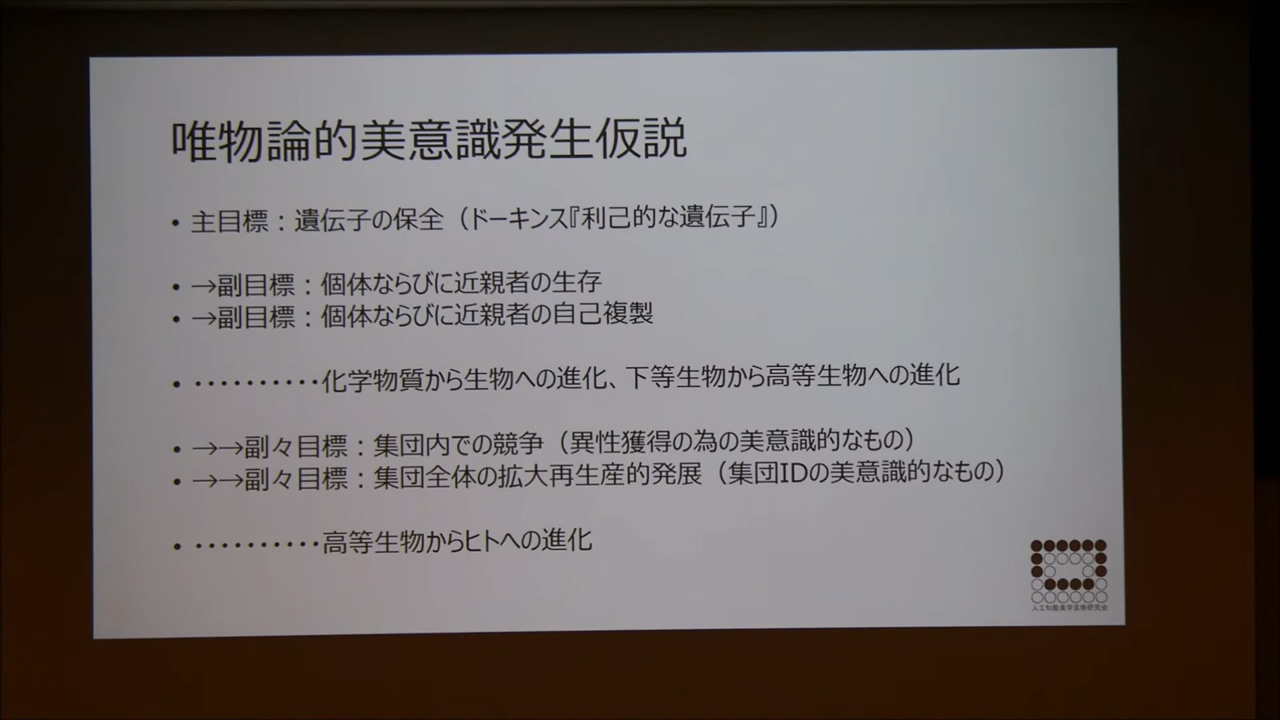 唯物論的美意識発生仮説
• 主目標：遺伝子の保全（ドーキンス『利己的な遺伝子』）
• →副目標：個体ならびに近親者の生存
• →副目標：個体ならびに近親者の自己複製
• ･･････････化学物質から生物への進化、下等生物から高等生物への進化
• →→副々目標：集団内での競争（異性獲得の為の美意識的なもの）
• →→副々目標：集団全体の拡大再生産的発展（集団IDの美意識的なもの）
• ･･････････高等生物からヒトへの進化
人工知能美学芸術研究会